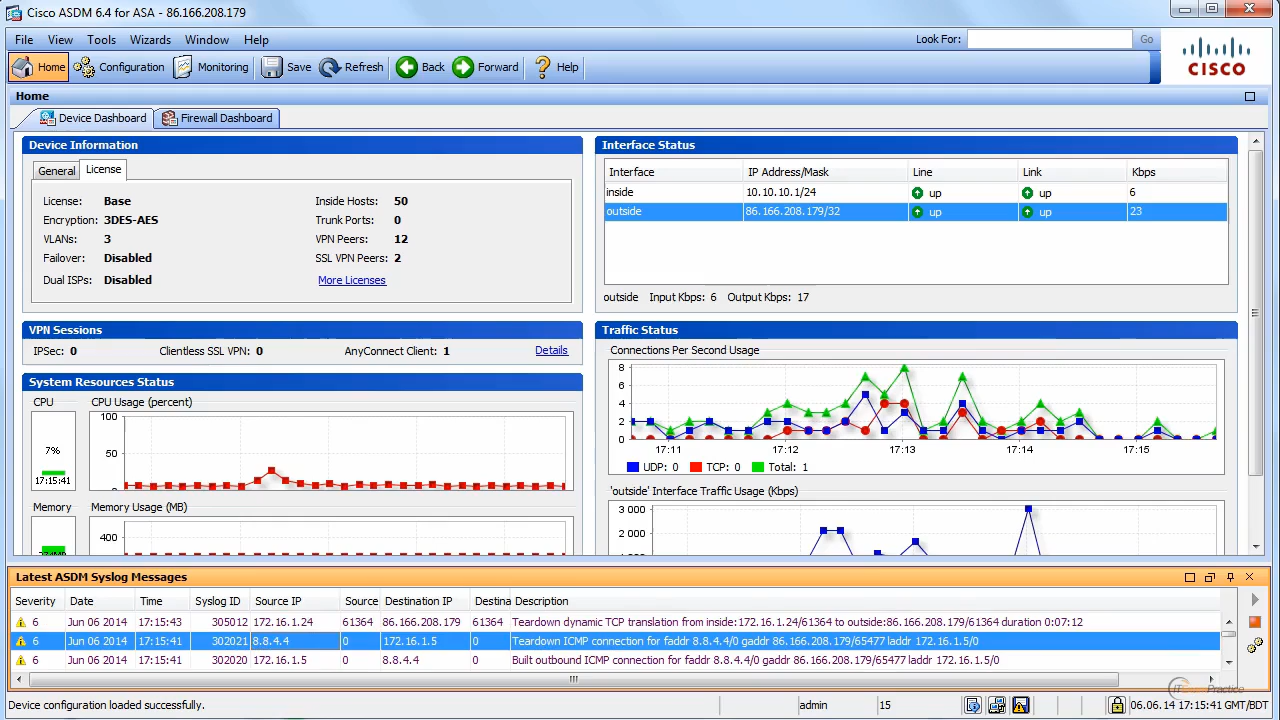 Cisco ASDM 6.4 for ASA - 86.166.208.179
File View Tools Wizards Window Help Look For: Go
Home Configuration Monitoring Save Refresh Back Forward Help
CISCO
Home
Device Dashboard Firewall Dashboard
Device Information
General License
License: Base Inside Hosts: 50
Encryption: 3DES-AES Trunk Ports: 0
VLANs: 3 VPN Peers: 12
Failover: Disabled SSL VPN Peers: 2
Dual ISPs: Disabled More Licenses
Interface Status
Interface IP Address/Mask Line Link Kbps
inside 10.10.10.1/24 up up 6
outside 86.166.208.179/32 up up 23
outside Input Kbps: 6 Output Kbps: 17
VPN Sessions
IPSec: 0 Clientless SSL VPN: 0 AnyConnect Client: 1 Details
System Resources Status
CPU CPU Usage (percent)
100
50
0
7%
17:15:41
Memory Memory Usage (MB)
400
Traffic Status
Connections Per Second Usage
8
6
4
2
0
17:11 17:12 17:13 17:14 17:15
UDP: 0 TCP: 0 Total: 1
'outside' Interface Traffic Usage (Kbps)
3 000
2 000
Latest ASDM Syslog Messages
Severity Date Time Syslog ID Source IP Source Destination IP Destina Description
6 Jun 06 2014 17:15:43 305012 172.16.1.24 61364 86.166.208.179 61364 Teardown dynamic TCP translation from inside:172.16.1.24/61364 to outside:86.166.208.179/61364 duration 0:07:12
6 Jun 06 2014 17:15:41 302021 8.8.4.4 0 172.16.1.5 0 Teardown ICMP connection for faddr 8.8.4.4/0 gaddr 86.166.208.179/65477 laddr 172.16.1.5/0
6 Jun 06 2014 17:15:41 302020 172.16.1.5 0 8.8.4.4 0 Built outbound ICMP connection for faddr 8.8.4.4/0 gaddr 86.166.208.179/65477 laddr 172.16.1.5/0
Device configuration loaded successfully. admin 15 06.06.14 17:15:41 GMT/BDT